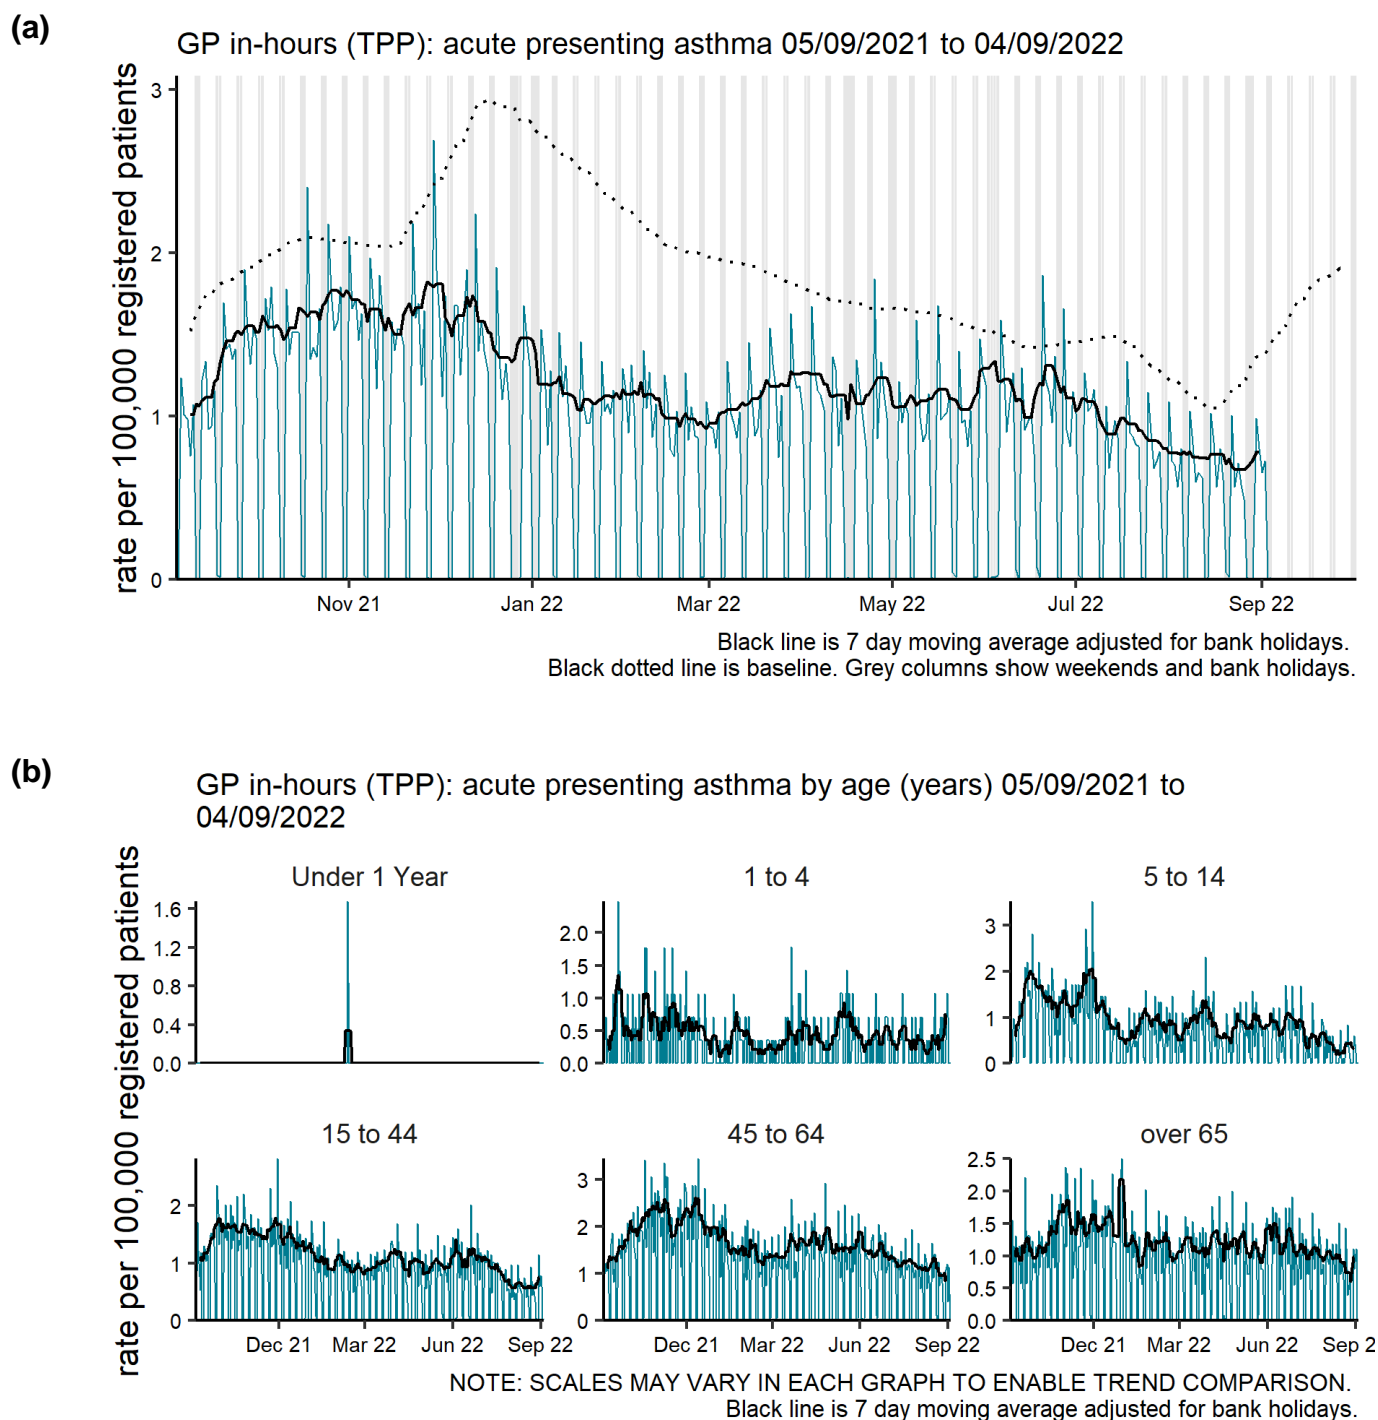 (a)
GP in-hours (TPP): acute presenting asthma 05/09/2021 to 04/09/2022
rate per 100,000 registered patients
3
2
1
0
Nov 21 Jan 22 Mar 22 May 22 Jul 22 Sep 22
Black line is 7 day moving average adjusted for bank holidays.
Black dotted line is baseline. Grey columns show weekends and bank holidays.
(b)
GP in-hours (TPP): acute presenting asthma by age (years) 05/09/2021 to
04/09/2022
rate per 100,000 registered patients
Under 1 Year
1.6
1.2
0.8
0.4
0.0
1 to 4
2.0
1.5
1.0
0.5
0.0
5 to 14
3
2
1
0
15 to 44
2
1
0
Dec 21 Mar 22 Jun 22 Sep 22
45 to 64
3
2
1
0
Dec 21 Mar 22 Jun 22 Sep 22
over 65
2.5
2.0
1.5
1.0
0.5
0.0
Dec 21 Mar 22 Jun 22 Sep 2
NOTE: SCALES MAY VARY IN EACH GRAPH TO ENABLE TREND COMPARISON.
Black line is 7 day moving average adjusted for bank holidays.